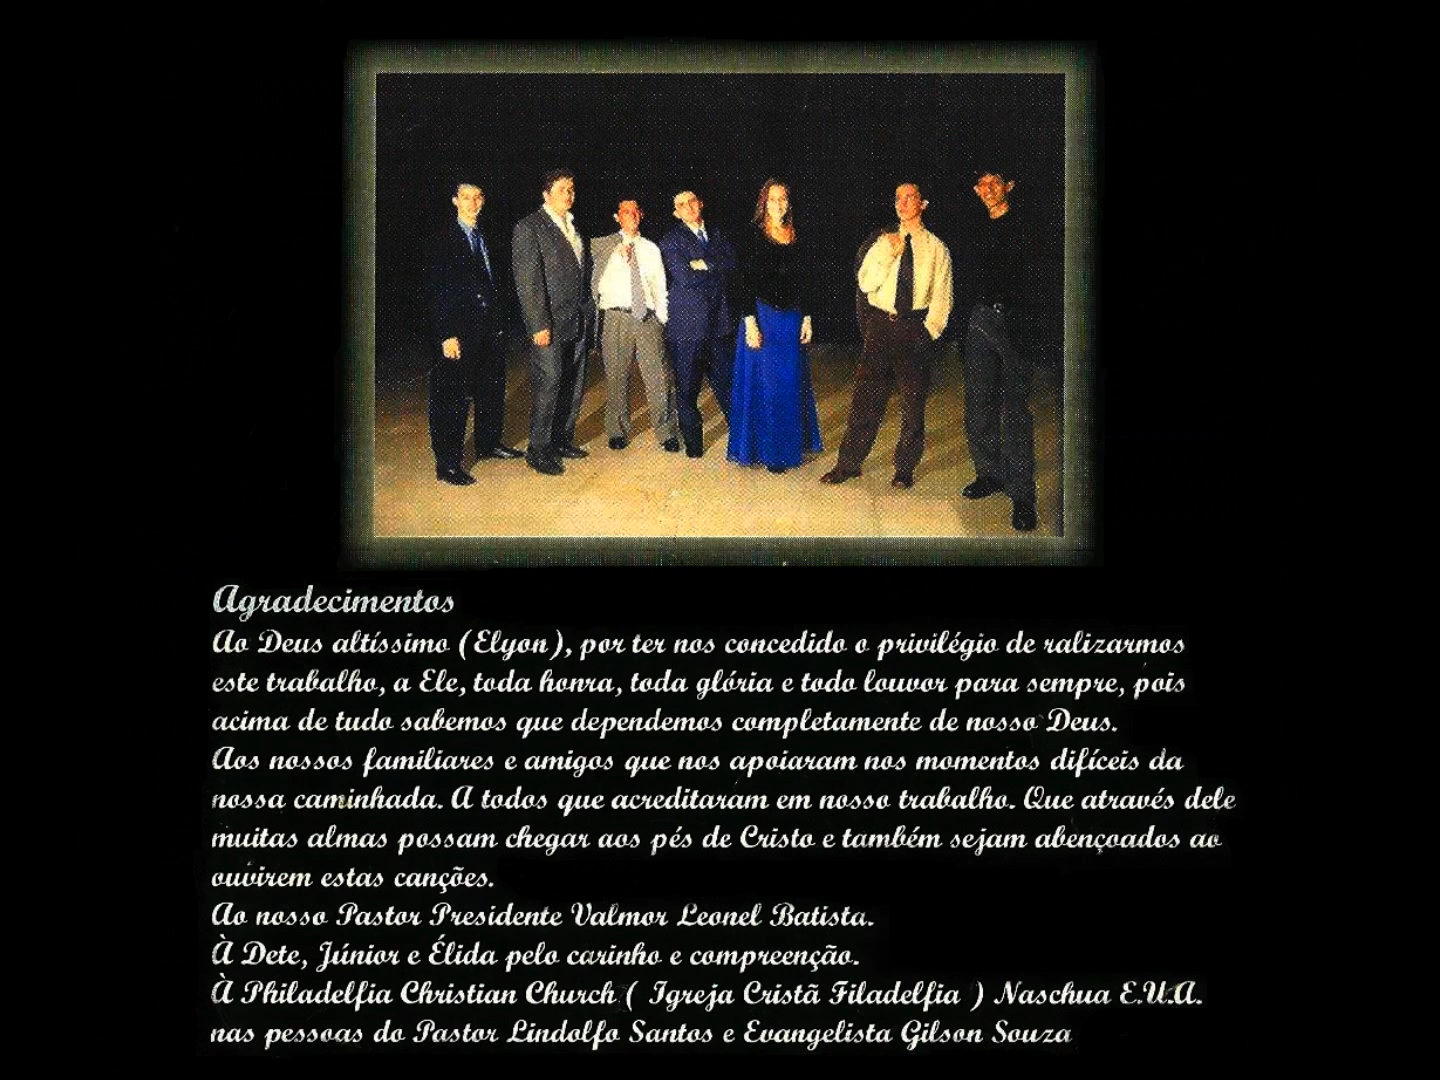 Agradecimentos
Ao Deus altíssimo (Elyon), por ter nos concedido o privilégio de ralizarmos
este trabalho, a Ele, toda honra, toda glória e todo louvor para sempre, pois
acima de tudo sabemos que dependemos completamente de nosso Deus.
Aos nossos familiares e amigos que nos apoiaram nos momentos difíceis da
nossa caminhada. A todos que acreditaram em nosso trabalho. Que através dele
muitas almas possam chegar aos pés de Cristo e também sejam abençoados ao
ouvirem estas canções.
Ao nosso Pastor Presidente Valmor Leonel Batista.
À Dete, Júnior e Élida pelo carinho e compreenção.
À Philadelfia Christian Church ( Igreja Cristã Filadelfia ) Naschua E.U.A.
nas pessoas do Pastor Lindolfo Santos e Evangelista Gilson Souza